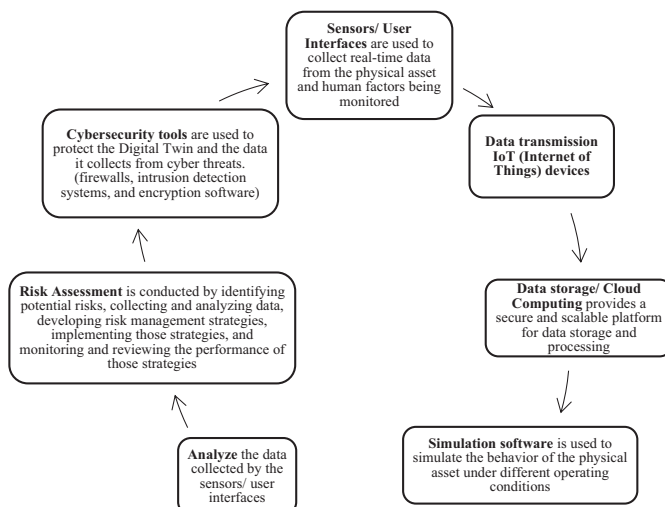 Sensors/ User
Interfaces are used to
collect real-time data
from the physical asset
and human factors being
monitored
Data transmission
IoT (Internet of
Things) devices
Data storage/ Cloud
Computing provides a
secure and scalable platform
for data storage and
processing
Simulation software is used to
simulate the behavior of the physical
asset under different operating
conditions
Analyze the data
collected by the
sensors/ user
interfaces
Risk Assessment is conducted by identifying
potential risks, collecting and analyzing data,
developing risk management strategies,
implementing those strategies, and
monitoring and reviewing the performance of
those strategies
Cybersecurity tools are used to
protect the Digital Twin and the data
it collects from cyber threats.
(firewalls, intrusion detection
systems, and encryption software)